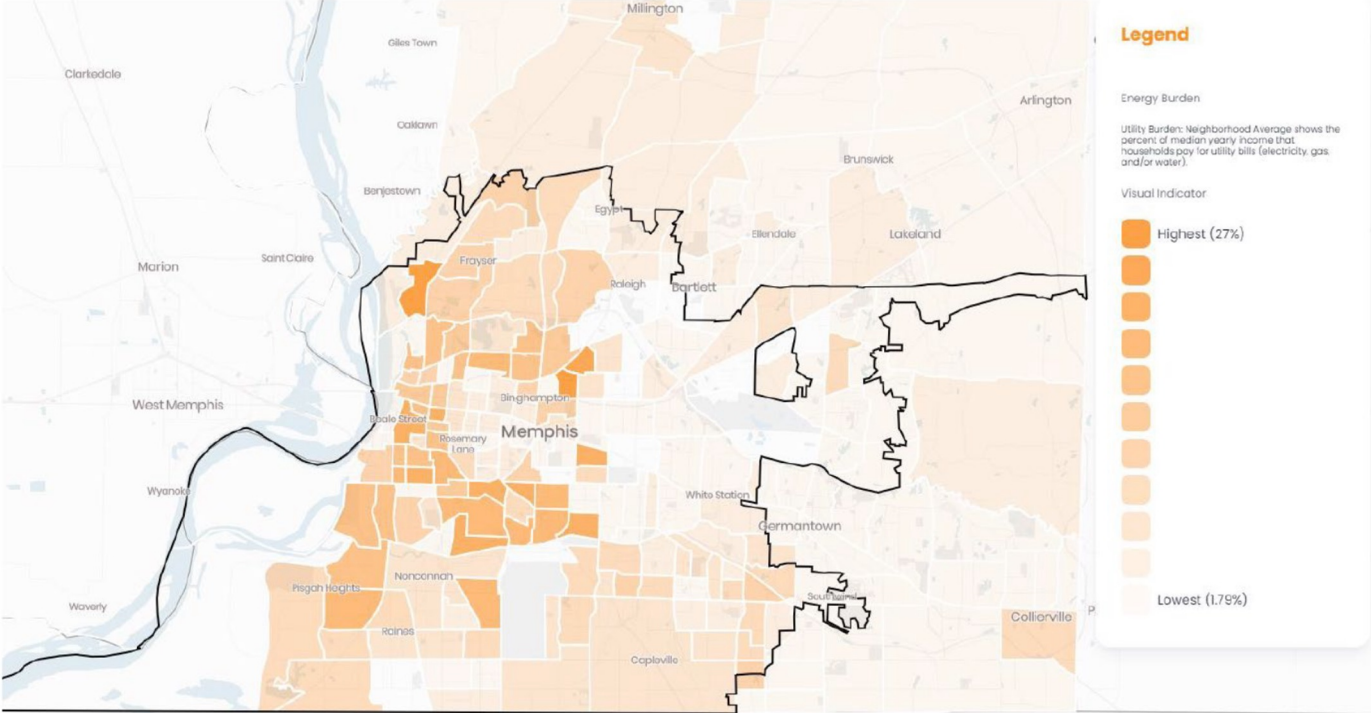 Millington
Legend
Giles Town
Clarkedale
Energy Burden
Arlington
Oaklawn
Utility Burden: Neighborhood Average shows the
percent of median yearly income that
households pay for utility bills (electricity, gas,
and/or water).
Brunswick
Benjestown
Visual Indicator
Egypt
Ellendale
Lakeland
Highest (27%)
Saint Claire
Frayser
Marion
Raleigh
Bartlett
Binghampton
West Memphis
Beale Street
Memphis
Rosemary
Lane
Wyanoke
White Station
Germantown
Nonconnah
Pisgah Heights
Southwind
Lowest (1.79%)
Waverly
Collierville
P
Raines
Capleville